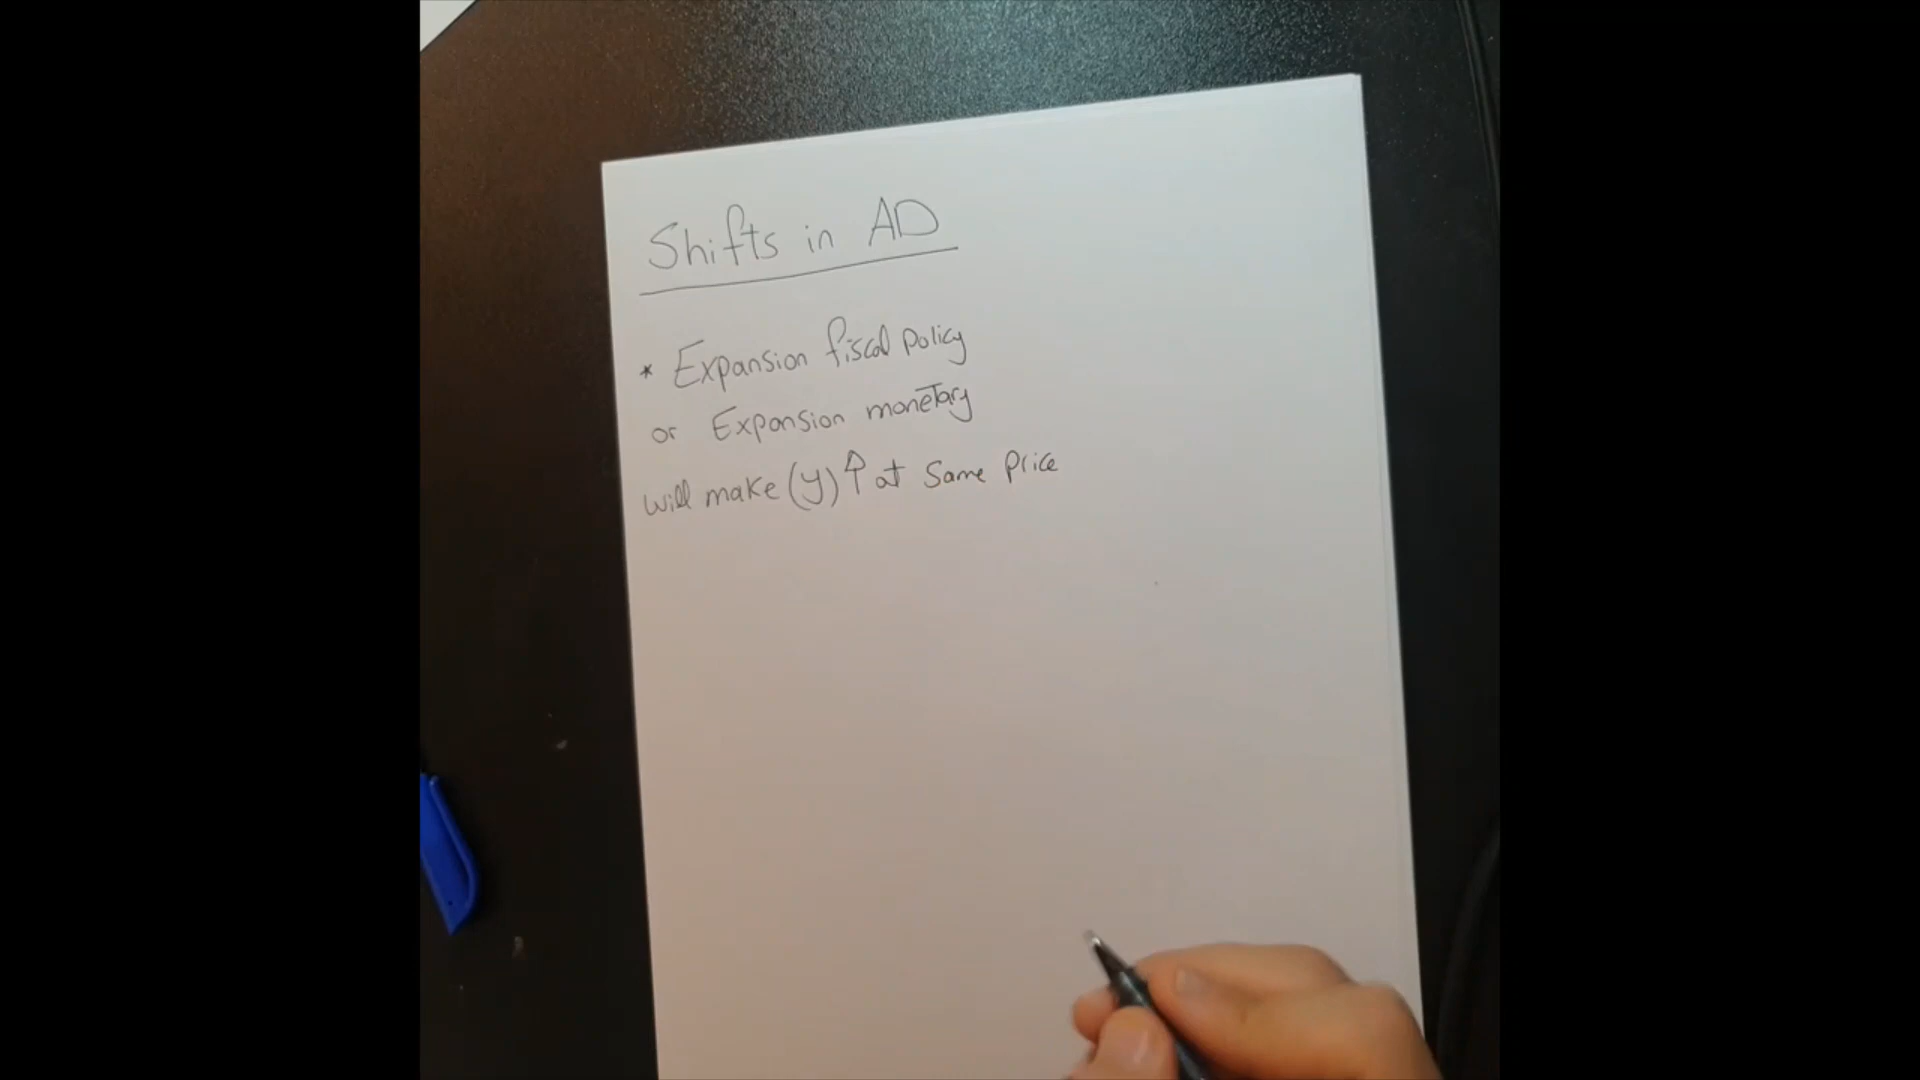 Shifts in AD
* Expansion fiscal policy
or Expansion monetary
will make (y)↑ at same price